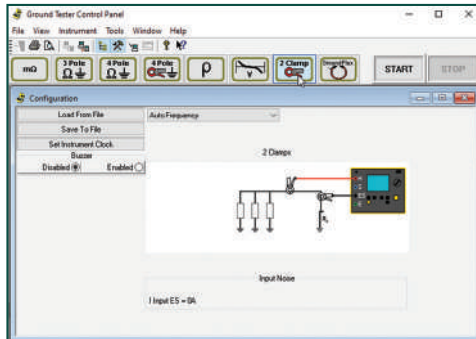 Ground Tester Control Panel
File View Instrument Tools Window Help
mΩ
3 Pole
Ω
4 Pole
Ω
4 Pole
ρ
V
2 Clamp
START
STOP
Configuration
Load From File
Auto Frequency
Save To File
Set Instrument Clock
Buzzer
Disabled Enabled
2 Clamps
Input Noise
I Input ES = 0A